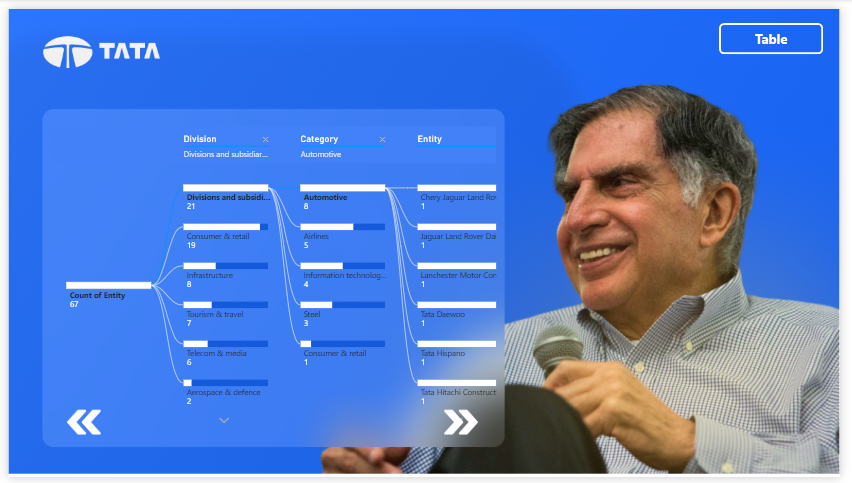 TATA
Table
Division
Category
Entity
Divisions and subsidiar...
Automotive
Divisions and subsidi...
21
Consumer & retail
19
Infrastructure
8
Tourism & travel
7
Telecom & media
6
Aerospace & defence
2
Count of Entity
67
Automotive
8
Airlines
5
Information technolog...
4
Steel
3
Consumer & retail
1
Chery Jaguar Land Ro
1
Jaguar Land Rover Da
1
Lanchester Motor Con
1
Tata Daewoo
1
Tata Hispano
1
Tata Hitachi Construct
1